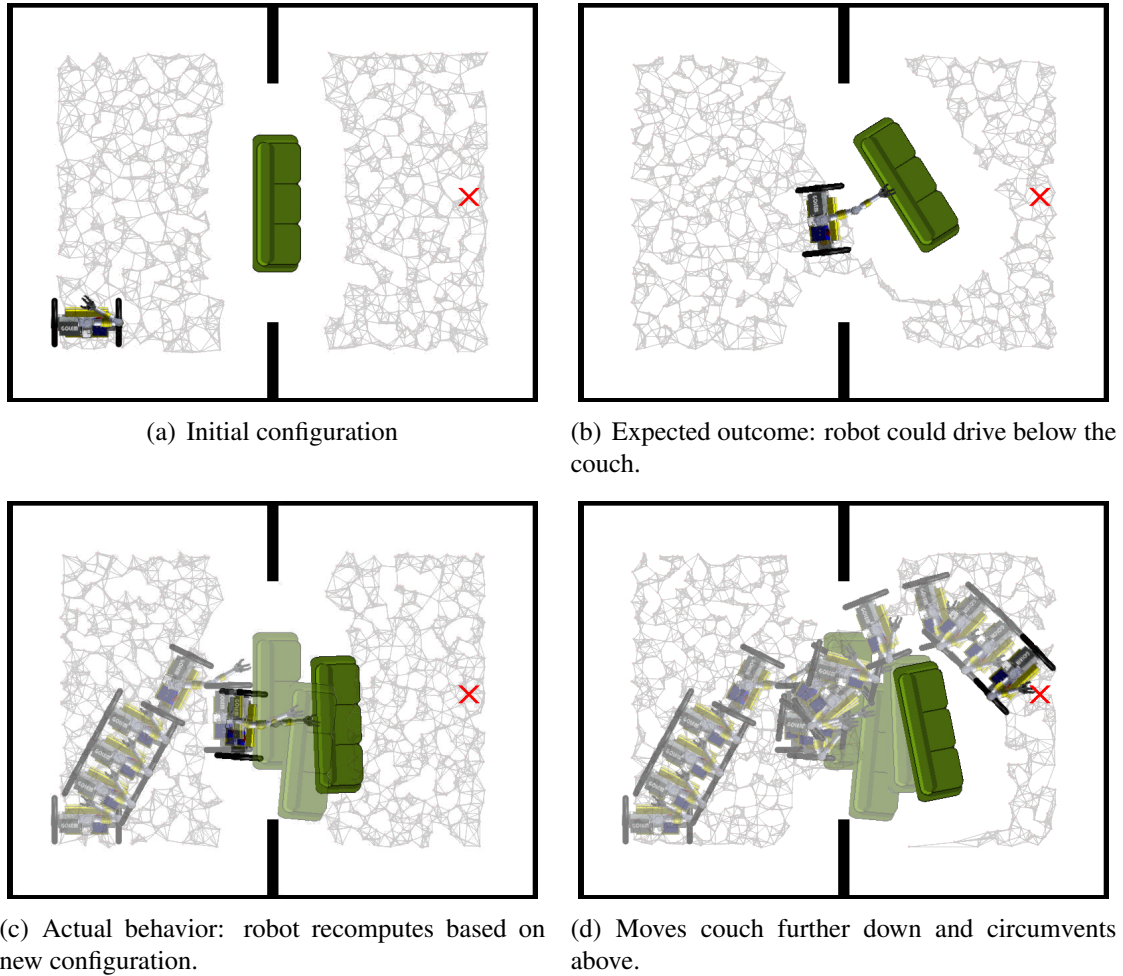 (a) Initial configuration
(b) Expected outcome: robot could drive below the
couch.
(c) Actual behavior: robot recomputes based on
new configuration.
(d) Moves couch further down and circumvents
above.